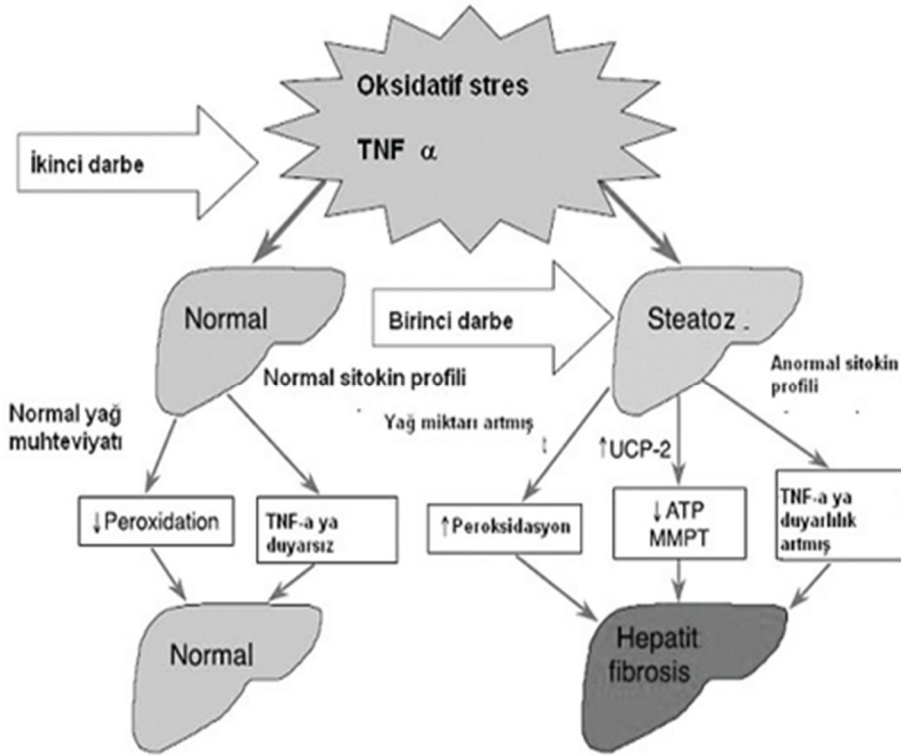 Oksidatif stres
TNF α
İkinci darbe
Normal
Birinci darbe
Steatoz .
Normal sitokin profili
Anormal sitokin
profili
Normal yağ
muhteviyatı
Yağ miktarı artmış
↑UCP-2
↓Peroxidation
TNF-a ya
duyarsız
↑Peroksidasyon
↓ATP
MMPT
TNF-a ya
duyarlılık
artmış
Normal
Hepatit
fibrosis